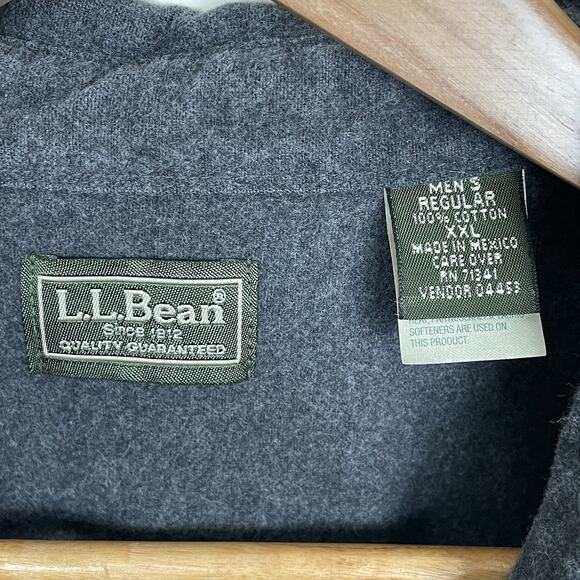 L.L.Bean®
Since 1912
QUALITY GUARANTEED
MEN'S
REGULAR
100% COTTON
XXL
MADE IN MEXICO
CARE OVER
RN 71341
VENDOR 04453
SOFTENERS ARE USED ON
THIS PRODUCT.